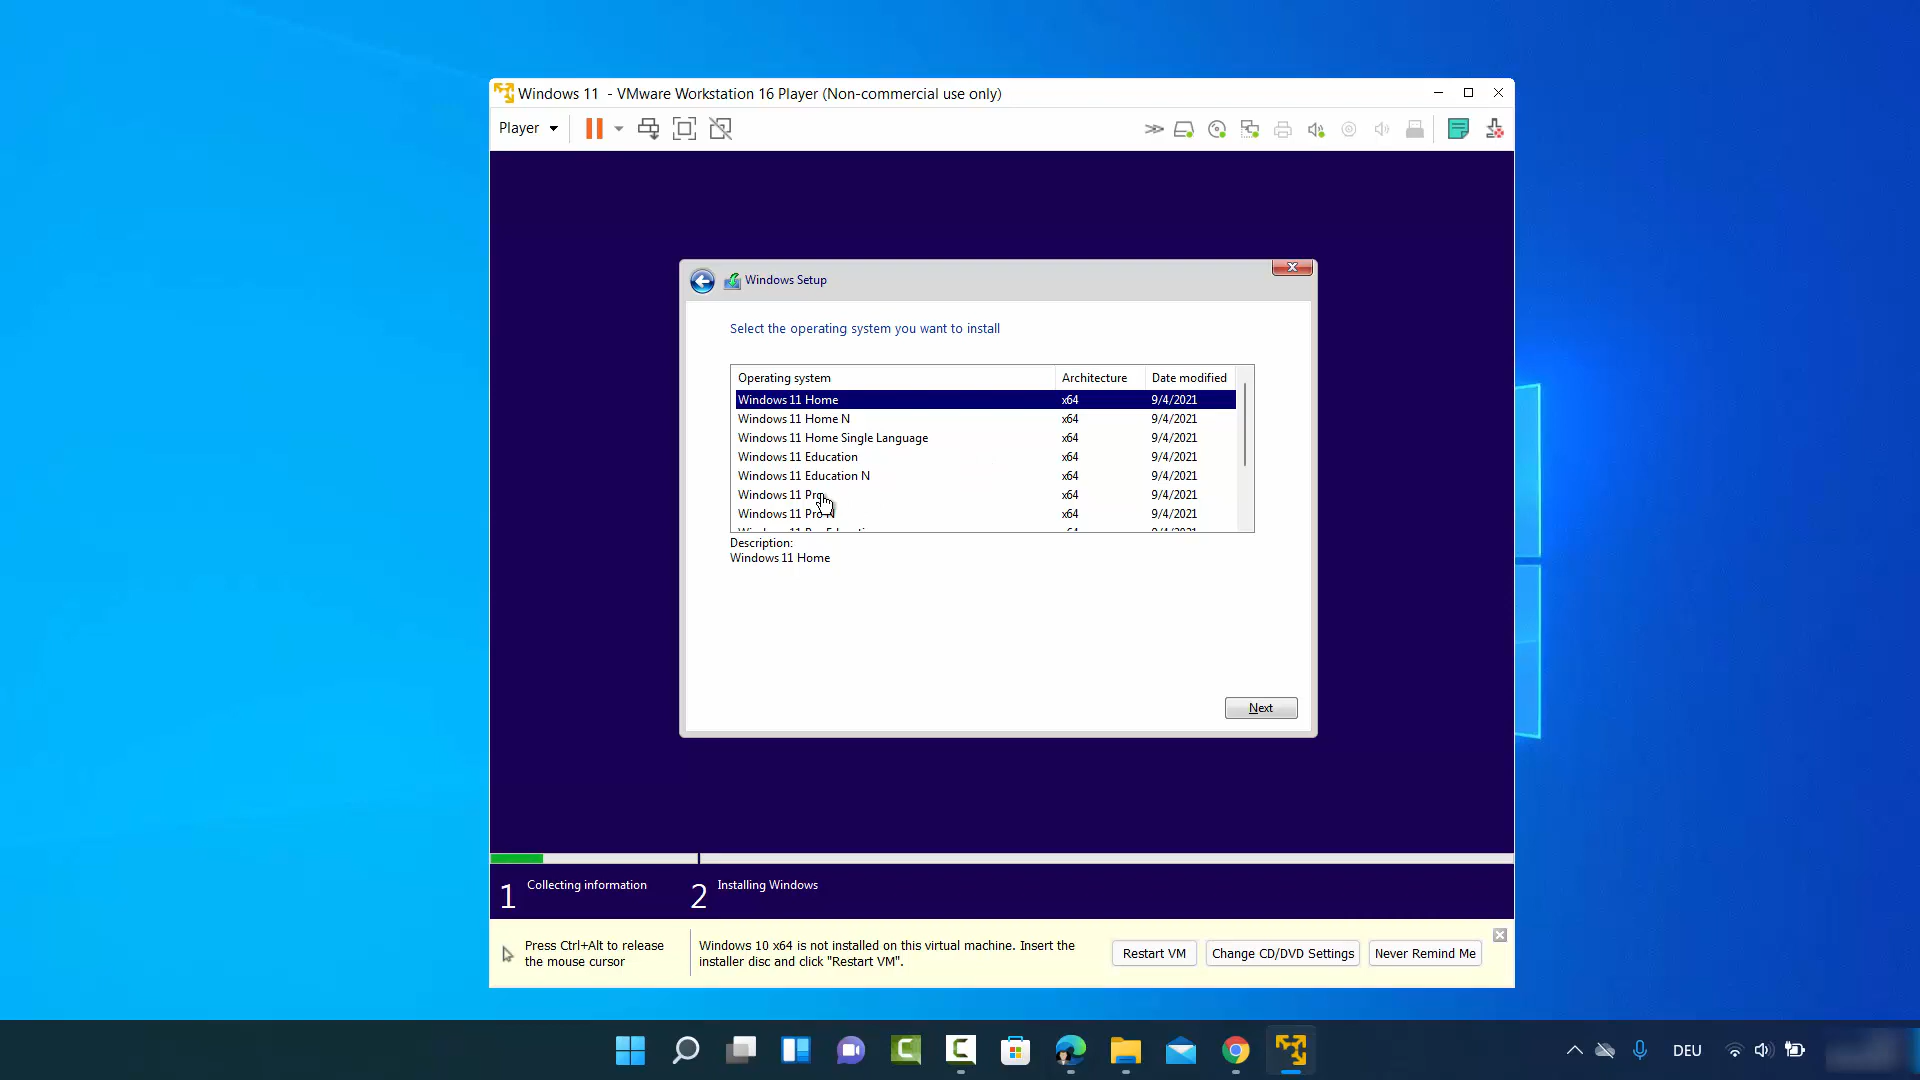 Windows 11 - VMware Workstation 16 Player (Non-commercial use only)
Player
Windows Setup
Select the operating system you want to install
Operating system Architecture Date modified
Windows 11 Home x64 9/4/2021
Windows 11 Home N x64 9/4/2021
Windows 11 Home Single Language x64 9/4/2021
Windows 11 Education x64 9/4/2021
Windows 11 Education N x64 9/4/2021
Windows 11 Pro x64 9/4/2021
Windows 11 Pro N x64 9/4/2021
Description:
Windows 11 Home
Next
1 Collecting information 2 Installing Windows
Press Ctrl+Alt to release
the mouse cursor
Windows 10 x64 is not installed on this virtual machine. Insert the
installer disc and click "Restart VM".
Restart VM Change CD/DVD Settings Never Remind Me
DEU